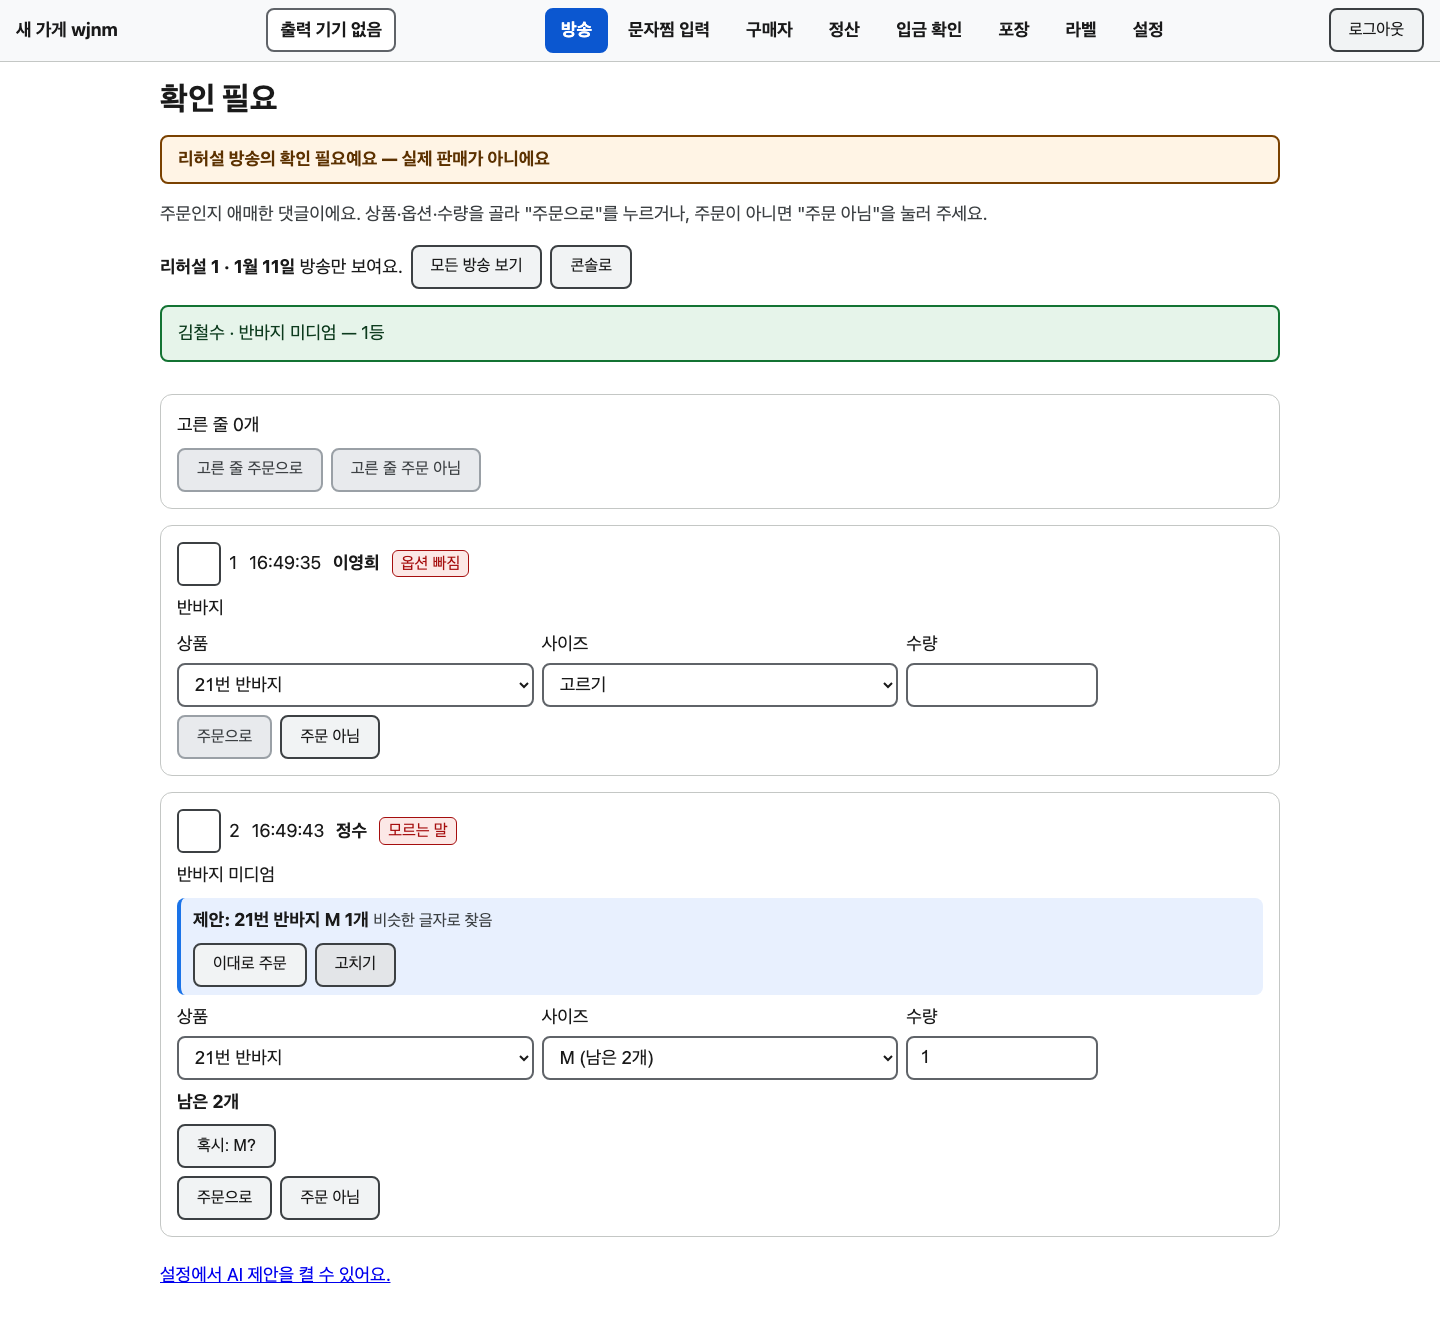 새 가게 wjnm 출력 기기 없음 방송 문자찜 입력 구매자 정산 입금 확인 포장 라벨 설정 로그아웃
확인 필요
리허설 방송의 확인 필요예요 — 실제 판매가 아니에요
주문인지 애매한 댓글이에요. 상품·옵션·수량을 골라 "주문으로"를 누르거나, 주문이 아니면 "주문 아님"을 눌러 주세요.
리허설 1 · 1월 11일 방송만 보여요. 모든 방송 보기 콘솔로
김철수 · 반바지 미디엄 — 1등
고른 줄 0개
고른 줄 주문으로 고른 줄 주문 아님
1 16:49:35 이영희 옵션 빠짐
반바지
상품 사이즈 수량
21번 반바지 고르기
주문으로 주문 아님
2 16:49:43 정수 모르는 말
반바지 미디엄
제안: 21번 반바지 M 1개 비슷한 글자로 찾음
이대로 주문 고치기
상품 사이즈 수량
21번 반바지 M (남은 2개) 1
남은 2개
혹시: M?
주문으로 주문 아님
설정에서 AI 제안을 켤 수 있어요.